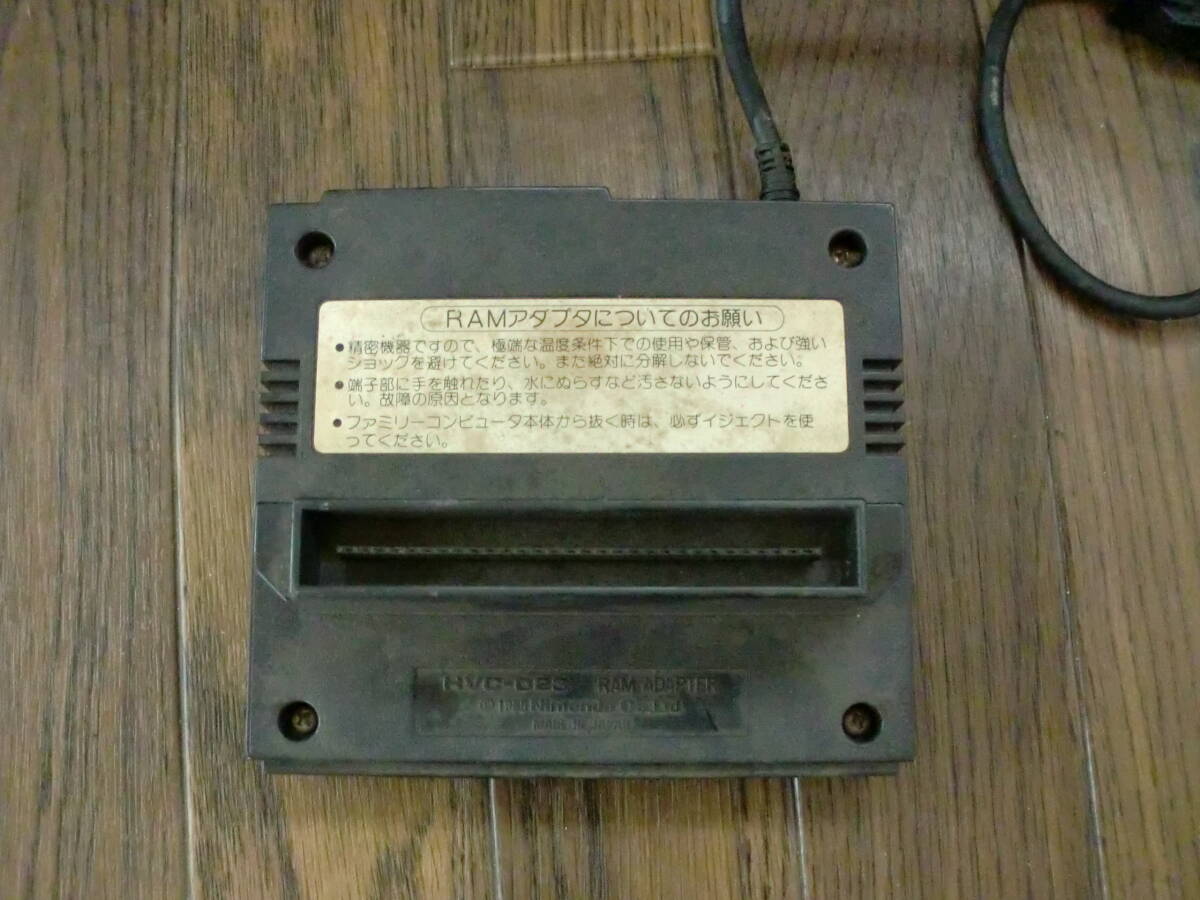 RAMアダプタについてのお願い
●精密機器ですので、極端な温度条件下での使用や保管、および強い
ショックを避けてください。また絶対に分解しないでください。
●端子部に手を触れたり、水にぬらすなど汚さないようにしてくださ
い。故障の原因となります。
●ファミリーコンピュータ本体から抜く時は、必ずイジェクトを使
ってください。
HVC-023 RAM ADAPTER
© Nintendo Co.,Ltd
MADE IN JAPAN